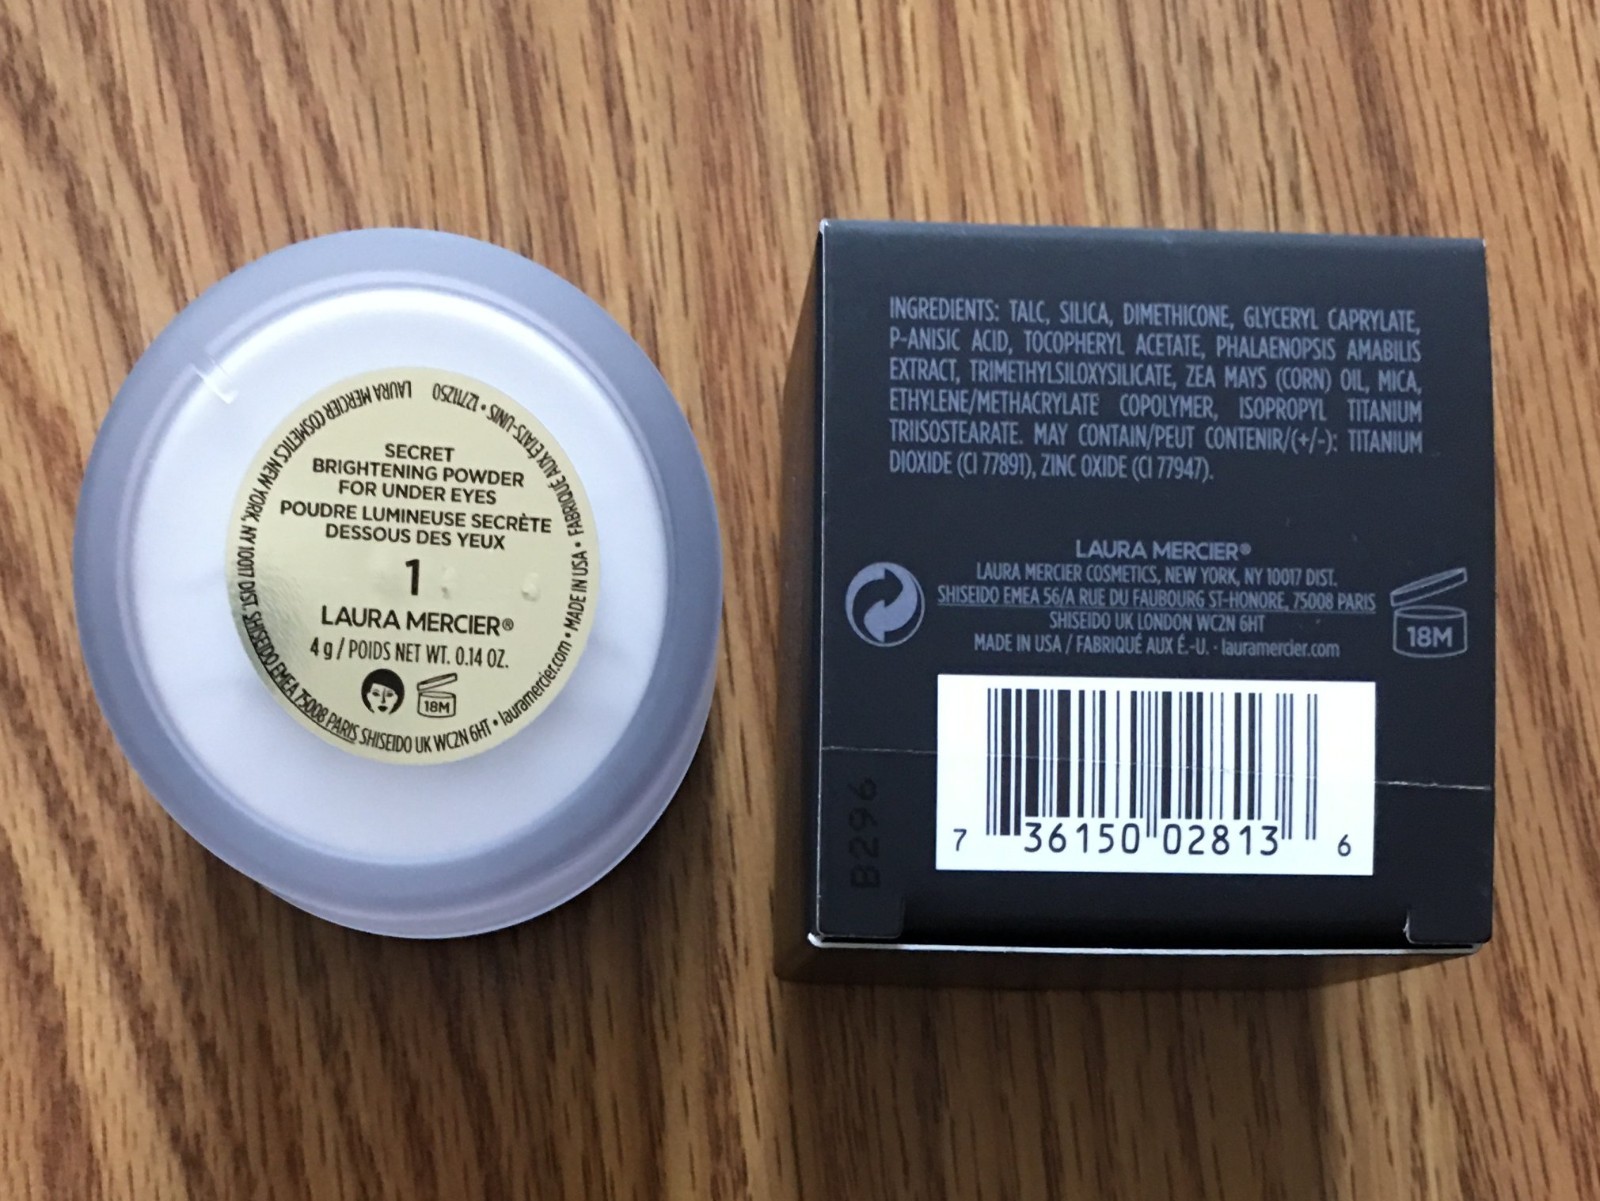 SECRET
BRIGHTENING POWDER
FOR UNDER EYES
POUDRE LUMINEUSE SECRÈTE
DESSOUS DES YEUX
1
LAURA MERCIER®
4 g / POIDS NET WT. 0.14 OZ.
18M
LAURA MERCIER COSMETICS NEW YORK, NY 10017 DIST. SHISEIDO EMEA 75008 PARIS SHISEIDO UK WC2N 6HT • lauramercier.com • MADE IN USA • FABRIQUÉ AUX ÉTATS-UNIS • 12711250
INGREDIENTS: TALC, SILICA, DIMETHICONE, GLYCERYL CAPRYLATE,
P-ANISIC ACID, TOCOPHERYL ACETATE, PHALAENOPSIS AMABILIS
EXTRACT, TRIMETHYLSILOXYSILICATE, ZEA MAYS (CORN) OIL, MICA,
ETHYLENE/METHACRYLATE COPOLYMER, ISOPROPYL TITANIUM
TRIISOSTEARATE. MAY CONTAIN/PEUT CONTENIR/(+/-): TITANIUM
DIOXIDE (CI 77891), ZINC OXIDE (CI 77947).
LAURA MERCIER®
LAURA MERCIER COSMETICS, NEW YORK, NY 10017 DIST.
SHISEIDO EMEA 56/A RUE DU FAUBOURG ST-HONORE, 75008 PARIS
SHISEIDO UK LONDON WC2N 6HT
MADE IN USA / FABRIQUÉ AUX É.-U. · lauramercier.com
18M
B296
7 36150 02813 6